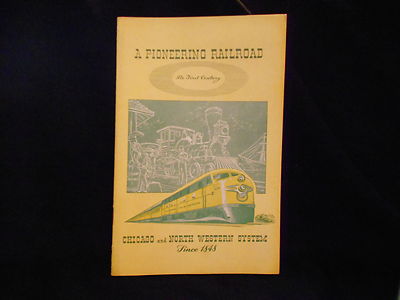 A PIONEERING RAILROAD
Its First Century
CHICAGO and NORTH WESTERN SYSTEM
Since 1848